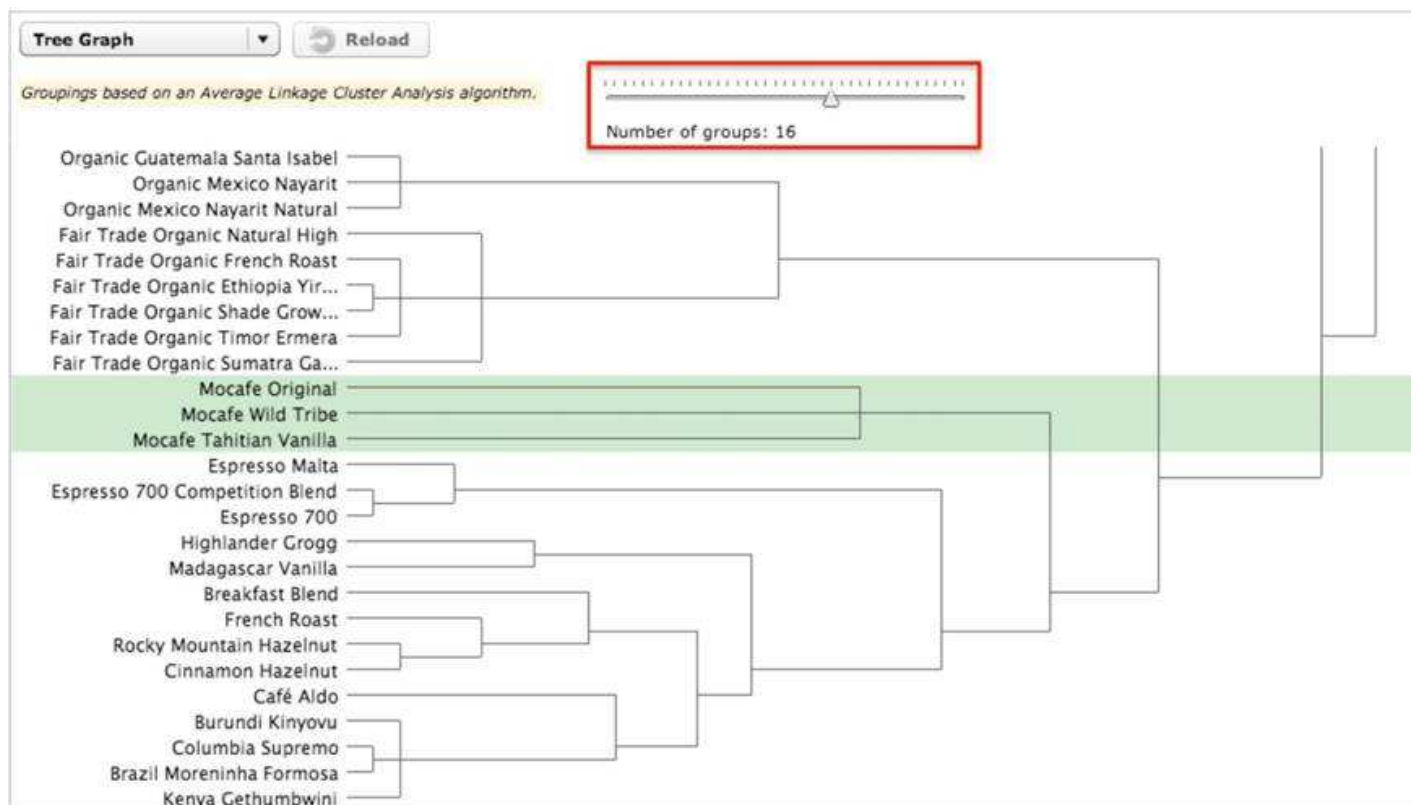 Tree Graph
Reload
Groupings based on an Average Linkage Cluster Analysis algorithm.
Number of groups: 16
Organic Guatemala Santa Isabel
Organic Mexico Nayarit
Organic Mexico Nayarit Natural
Fair Trade Organic Natural High
Fair Trade Organic French Roast
Fair Trade Organic Ethiopia Yir...
Fair Trade Organic Shade Grow...
Fair Trade Organic Timor Ermera
Fair Trade Organic Sumatra Ga...
Mocafe Original
Mocafe Wild Tribe
Mocafe Tahitian Vanilla
Espresso Malta
Espresso 700 Competition Blend
Espresso 700
Highlander Grogg
Madagascar Vanilla
Breakfast Blend
French Roast
Rocky Mountain Hazelnut
Cinnamon Hazelnut
Café Aldo
Burundi Kinyovu
Columbia Supremo
Brazil Moreninha Formosa
Kenya Gethumbwini